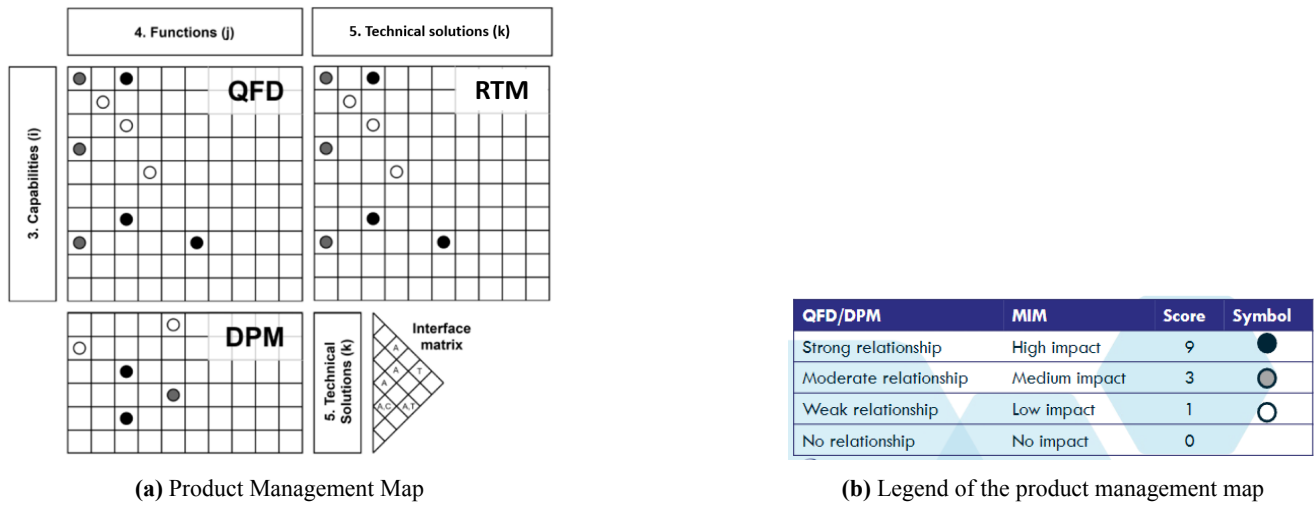 4. Functions (j)
5. Technical solutions (k)
3. Capabilities (i)
QFD
RTM
DPM
5. Technical
Solutions (k)
Interface
matrix
A
A
T
A
A,C
A,T
(a) Product Management Map
QFD/DPM MIM Score Symbol
Strong relationship High impact 9
Moderate relationship Medium impact 3
Weak relationship Low impact 1
No relationship No impact 0
(b) Legend of the product management map